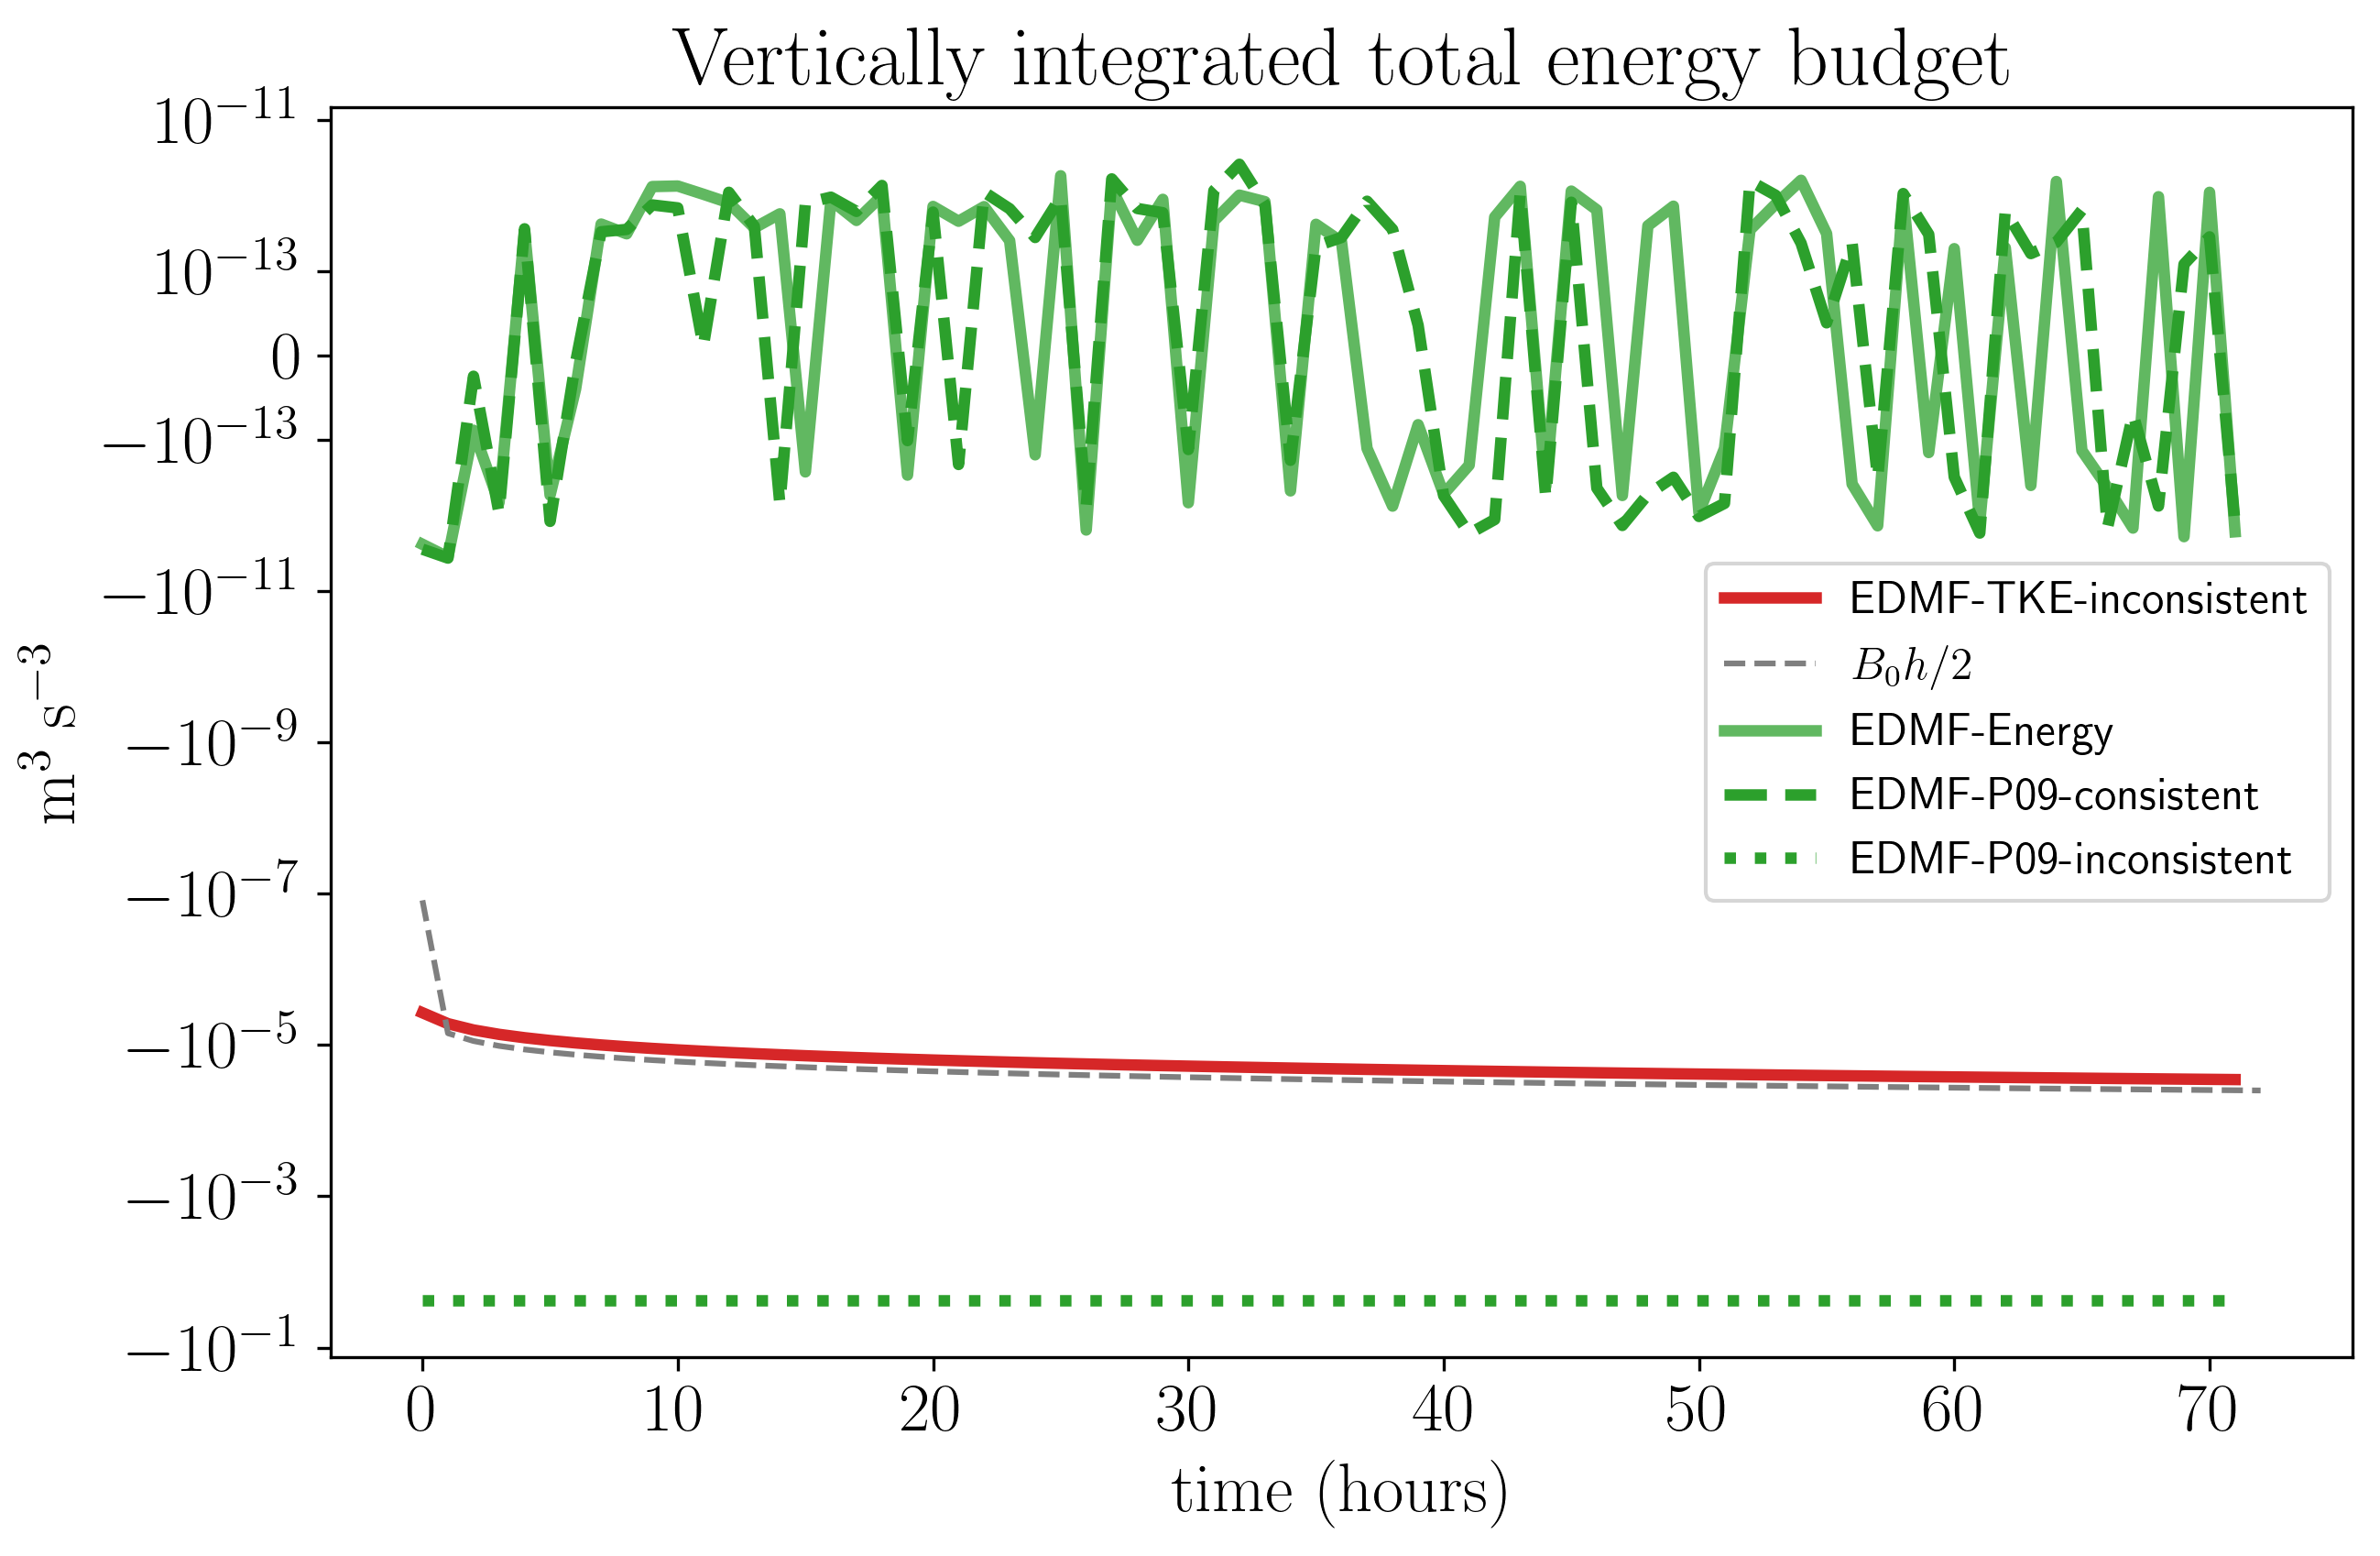 Vertically integrated total energy budget
10⁻¹¹
10⁻¹³
0
−10⁻¹³
−10⁻¹¹
−10⁻⁹
−10⁻⁷
−10⁻⁵
−10⁻³
−10⁻¹
m³ s⁻³
EDMF-TKE-inconsistent
B₀h/2
EDMF-Energy
EDMF-P09-consistent
EDMF-P09-inconsistent
0 10 20 30 40 50 60 70
time (hours)